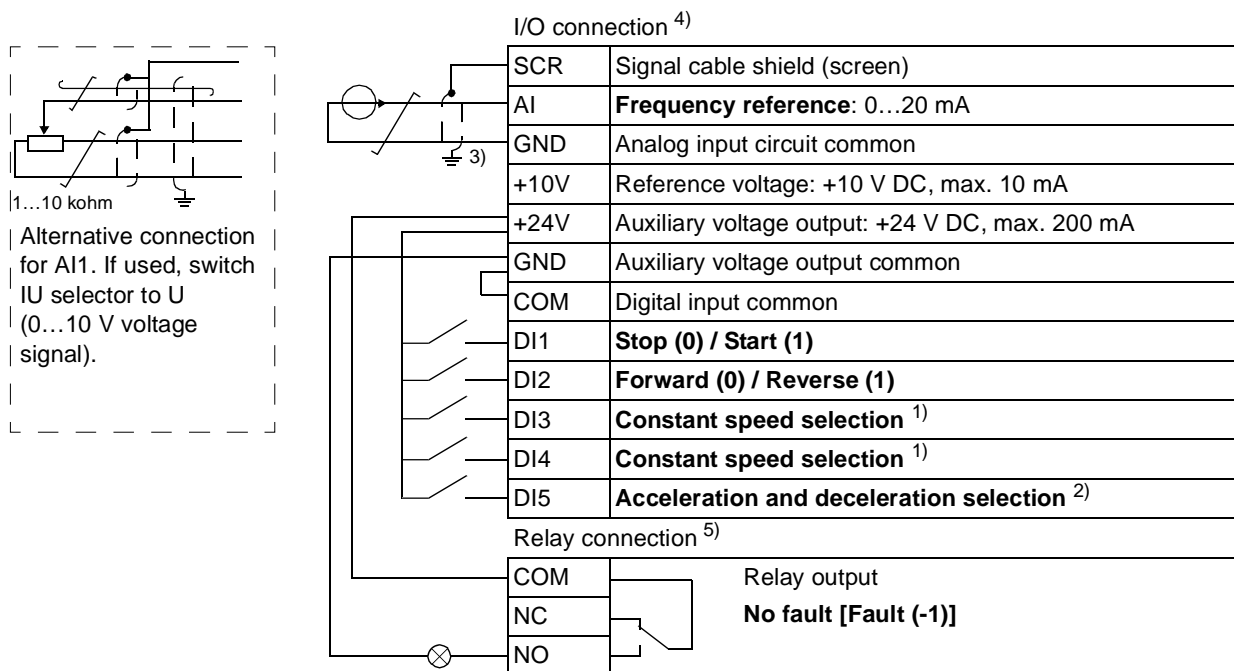 I/O connection 4)
SCR Signal cable shield (screen)
AI Frequency reference: 0…20 mA
GND Analog input circuit common
3)
+10V Reference voltage: +10 V DC, max. 10 mA
+24V Auxiliary voltage output: +24 V DC, max. 200 mA
GND Auxiliary voltage output common
COM Digital input common
DI1 Stop (0) / Start (1)
DI2 Forward (0) / Reverse (1)
DI3 Constant speed selection 1)
DI4 Constant speed selection 1)
DI5 Acceleration and deceleration selection 2)
Relay connection 5)
COM Relay output
NC No fault [Fault (-1)]
NO
1…10 kohm
Alternative connection
for AI1. If used, switch
IU selector to U
(0…10 V voltage
signal).